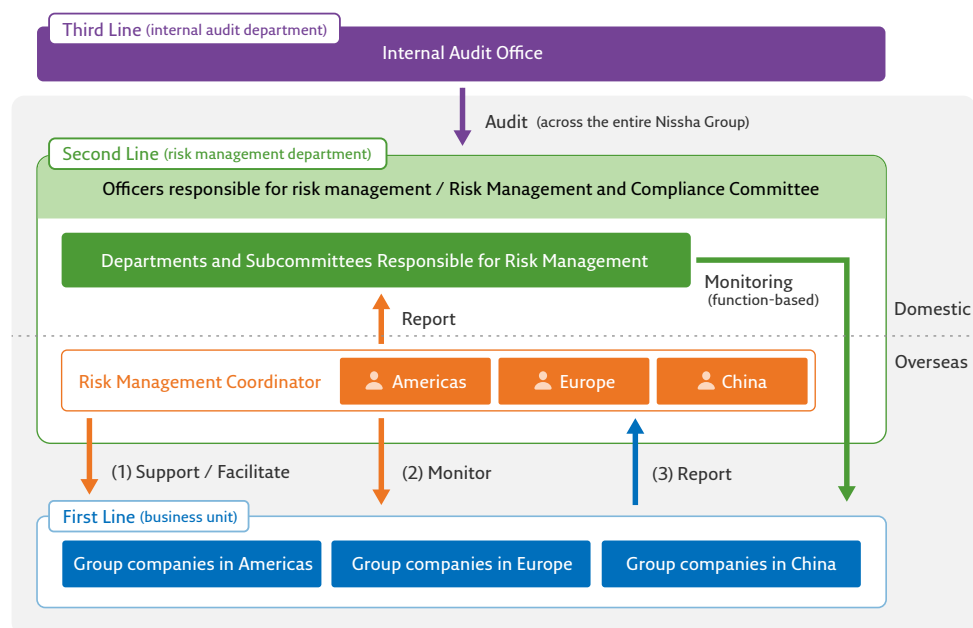 Third Line (internal audit department)
Internal Audit Office
Audit (across the entire Nissha Group)
Second Line (risk management department)
Officers responsible for risk management / Risk Management and Compliance Committee
Departments and Subcommittees Responsible for Risk Management
Monitoring
(function-based)
Report
Domestic
Overseas
Risk Management Coordinator
Americas
Europe
China
(1) Support / Facilitate
(2) Monitor
(3) Report
First Line (business unit)
Group companies in Americas
Group companies in Europe
Group companies in China